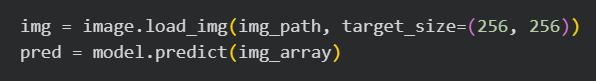 img = image.load_img(img_path, target_size=(256, 256))
pred = model.predict(img_array)